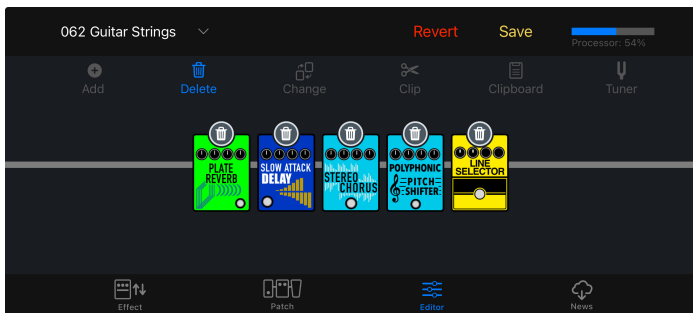 062 Guitar Strings
Revert
Save
Processor: 54%
Add
Delete
Change
Clip
Clipboard
Tuner
PLATE
REVERB
SLOW ATTACK
DELAY
STEREO
CHORUS
POLYPHONIC
PITCH
SHIFTER
LINE
SELECTOR
Effect
Patch
Editor
News